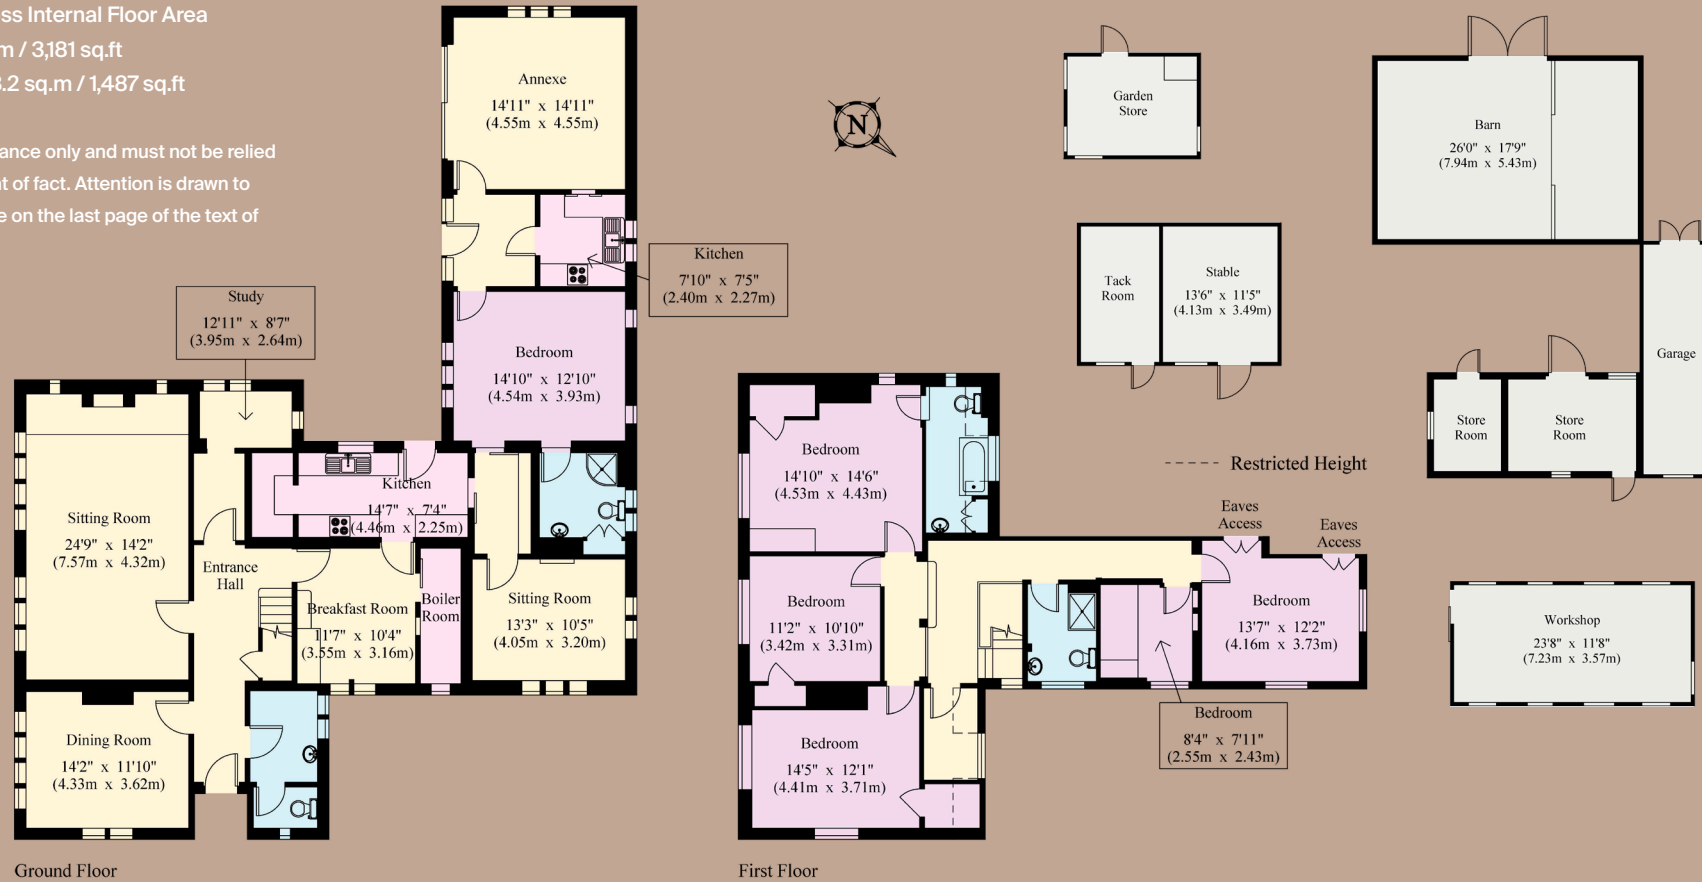 ss Internal Floor Area
m / 3,181 sq.ft
.2 sq.m / 1,487 sq.ft
ance only and must not be relied
t of fact. Attention is drawn to
e on the last page of the text of
Annexe
14'11" x 14'11"
(4.55m x 4.55m)
N
Kitchen
7'10" x 7'5"
(2.40m x 2.27m)
Study
12'11" x 8'7"
(3.95m x 2.64m)
Bedroom
14'10" x 12'10"
(4.54m x 3.93m)
Kitchen
14'7" x 7'4"
(4.46m x 2.25m)
Sitting Room
24'9" x 14'2"
(7.57m x 4.32m)
Entrance
Hall
Breakfast Room
11'7" x 10'4"
(3.55m x 3.16m)
Boiler
Room
Sitting Room
13'3" x 10'5"
(4.05m x 3.20m)
Dining Room
14'2" x 11'10"
(4.33m x 3.62m)
Ground Floor
Bedroom
14'10" x 14'6"
(4.53m x 4.43m)
Bedroom
11'2" x 10'10"
(3.42m x 3.31m)
Bedroom
14'5" x 12'1"
(4.41m x 3.71m)
Bedroom
8'4" x 7'11"
(2.55m x 2.43m)
Bedroom
13'7" x 12'2"
(4.16m x 3.73m)
Eaves
Access
Eaves
Access
Restricted Height
First Floor
Garden
Store
Tack
Room
Stable
13'6" x 11'5"
(4.13m x 3.49m)
Barn
26'0" x 17'9"
(7.94m x 5.43m)
Garage
Store
Room
Store
Room
Workshop
23'8" x 11'8"
(7.23m x 3.57m)